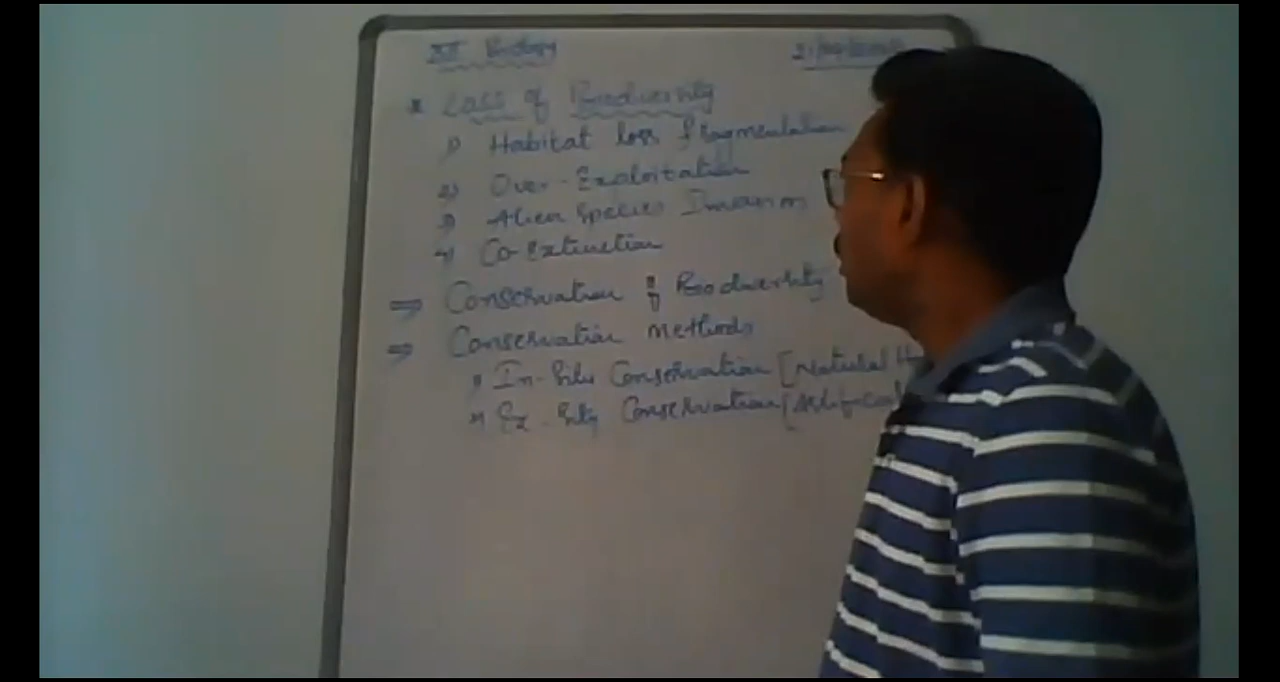 XII Biology
* Loss of Biodiversity
1) Habitat loss fragmentation
2) Over-Exploitation
3) Alien Species Invasion
4) Co-Extinction
⇒ Conservation of Biodiversity
⇒ Conservation methods
1) In-Situ Conservation [Natural H
2) Ex-Situ Conservation [Artifical